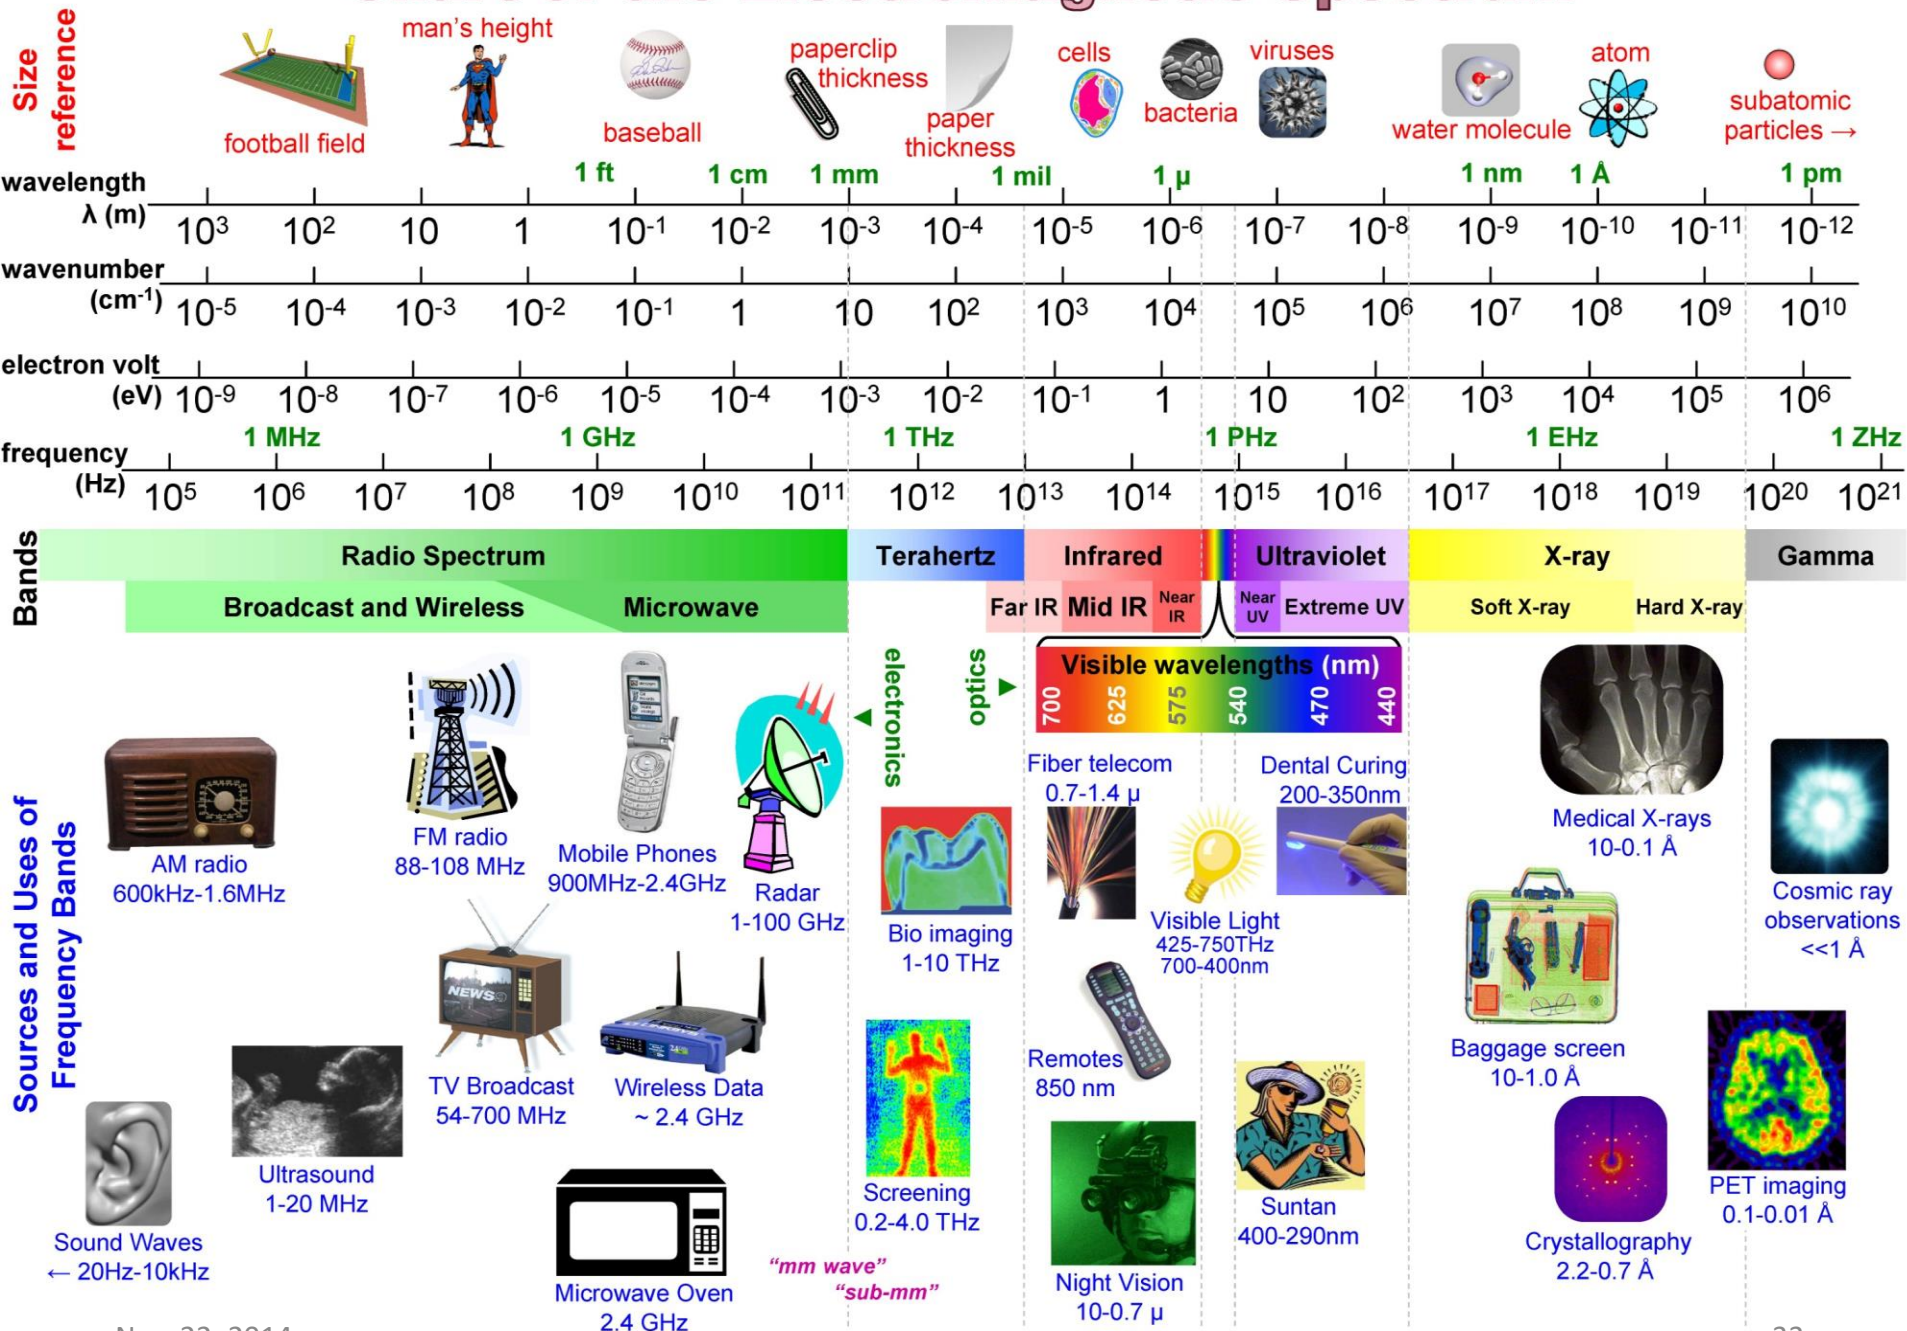 Size
reference
football field
man's height
baseball
paperclip
thickness
paper
thickness
cells
bacteria
viruses
water molecule
atom
subatomic
particles →
1 ft 1 cm 1 mm 1 mil 1 µ 1 nm 1 Å 1 pm
wavelength
λ (m)
10³ 10² 10 1 10⁻¹ 10⁻² 10⁻³ 10⁻⁴ 10⁻⁵ 10⁻⁶ 10⁻⁷ 10⁻⁸ 10⁻⁹ 10⁻¹⁰ 10⁻¹¹ 10⁻¹²
wavenumber
(cm⁻¹)
10⁻⁵ 10⁻⁴ 10⁻³ 10⁻² 10⁻¹ 1 10 10² 10³ 10⁴ 10⁵ 10⁶ 10⁷ 10⁸ 10⁹ 10¹⁰
electron volt
(eV)
10⁻⁹ 10⁻⁸ 10⁻⁷ 10⁻⁶ 10⁻⁵ 10⁻⁴ 10⁻³ 10⁻² 10⁻¹ 1 10 10² 10³ 10⁴ 10⁵ 10⁶
1 MHz 1 GHz 1 THz 1 PHz 1 EHz 1 ZHz
frequency
(Hz)
10⁵ 10⁶ 10⁷ 10⁸ 10⁹ 10¹⁰ 10¹¹ 10¹² 10¹³ 10¹⁴ 10¹⁵ 10¹⁶ 10¹⁷ 10¹⁸ 10¹⁹ 10²⁰ 10²¹
Bands
Radio Spectrum Terahertz Infrared Ultraviolet X-ray Gamma
Broadcast and Wireless Microwave Far IR Mid IR Near
IR Near
UV Extreme UV Soft X-ray Hard X-ray
electronics
optics
Visible wavelengths (nm)
700 625 575 540 470 440
Sources and Uses of
Frequency Bands
AM radio
600kHz-1.6MHz
FM radio
88-108 MHz
Mobile Phones
900MHz-2.4GHz
Radar
1-100 GHz
Bio imaging
1-10 THz
Fiber telecom
0.7-1.4 µ
Visible Light
425-750THz
700-400nm
Dental Curing
200-350nm
Medical X-rays
10-0.1 Å
Cosmic ray
observations
<<1 Å
NEWS
TV Broadcast
54-700 MHz
Wireless Data
~ 2.4 GHz
Remotes
850 nm
Baggage screen
10-1.0 Å
Ultrasound
1-20 MHz
Screening
0.2-4.0 THz
Suntan
400-290nm
PET imaging
0.1-0.01 Å
Sound Waves
← 20Hz-10kHz
Microwave Oven
2.4 GHz
"mm wave"
"sub-mm"
Night Vision
10-0.7 µ
Crystallography
2.2-0.7 Å